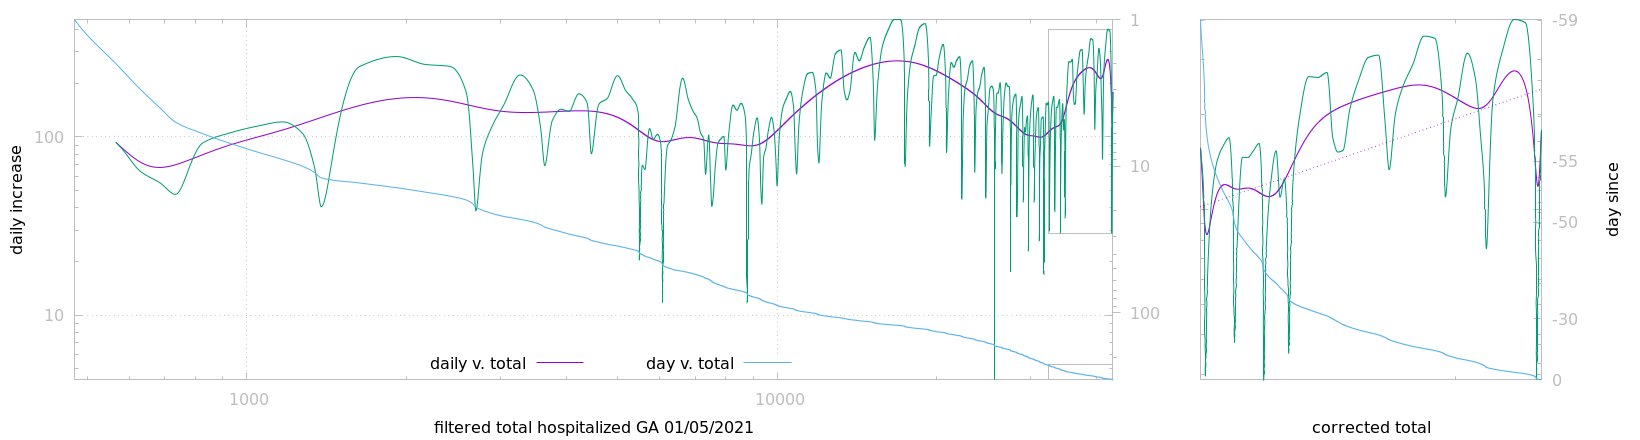 1
-59
100
10
-55
daily increase
-50
day since
10
100
-30
daily v. total
day v. total
0
1000
10000
filtered total hospitalized GA 01/05/2021
corrected total